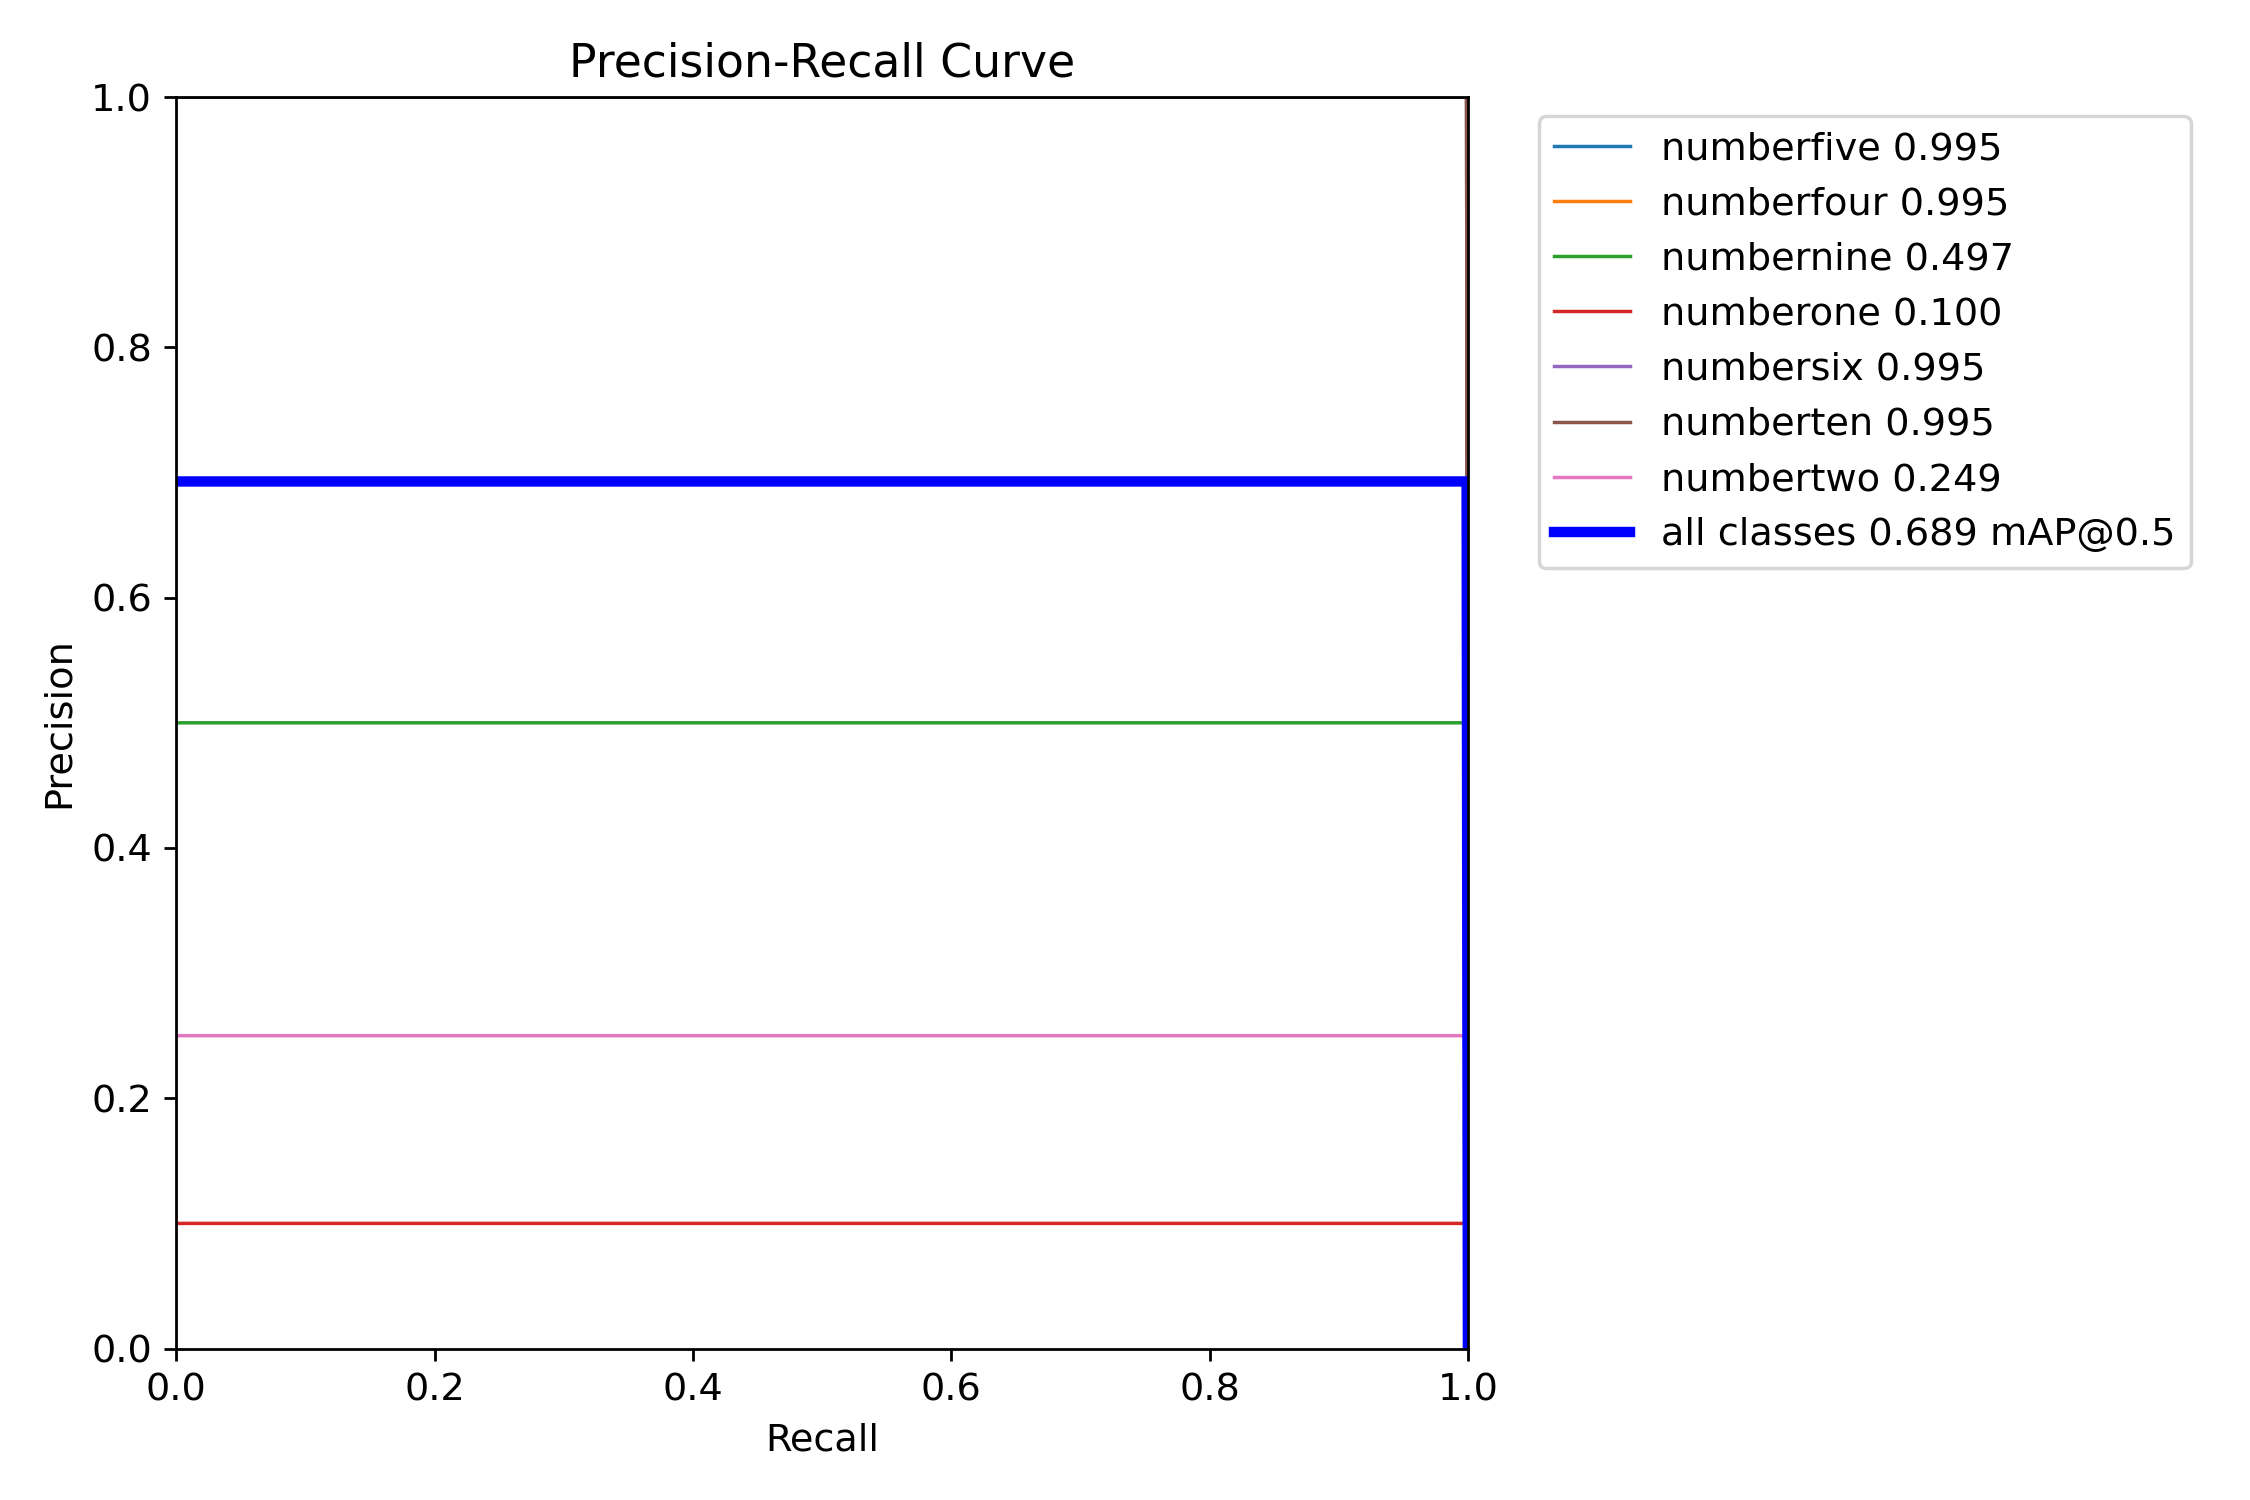 Precision-Recall Curve
1.0
0.8
0.6
0.4
0.2
0.0
Precision
0.0 0.2 0.4 0.6 0.8 1.0
Recall
numberfive 0.995
numberfour 0.995
numbernine 0.497
numberone 0.100
numbersix 0.995
numberten 0.995
numbertwo 0.249
all classes 0.689 mAP@0.5